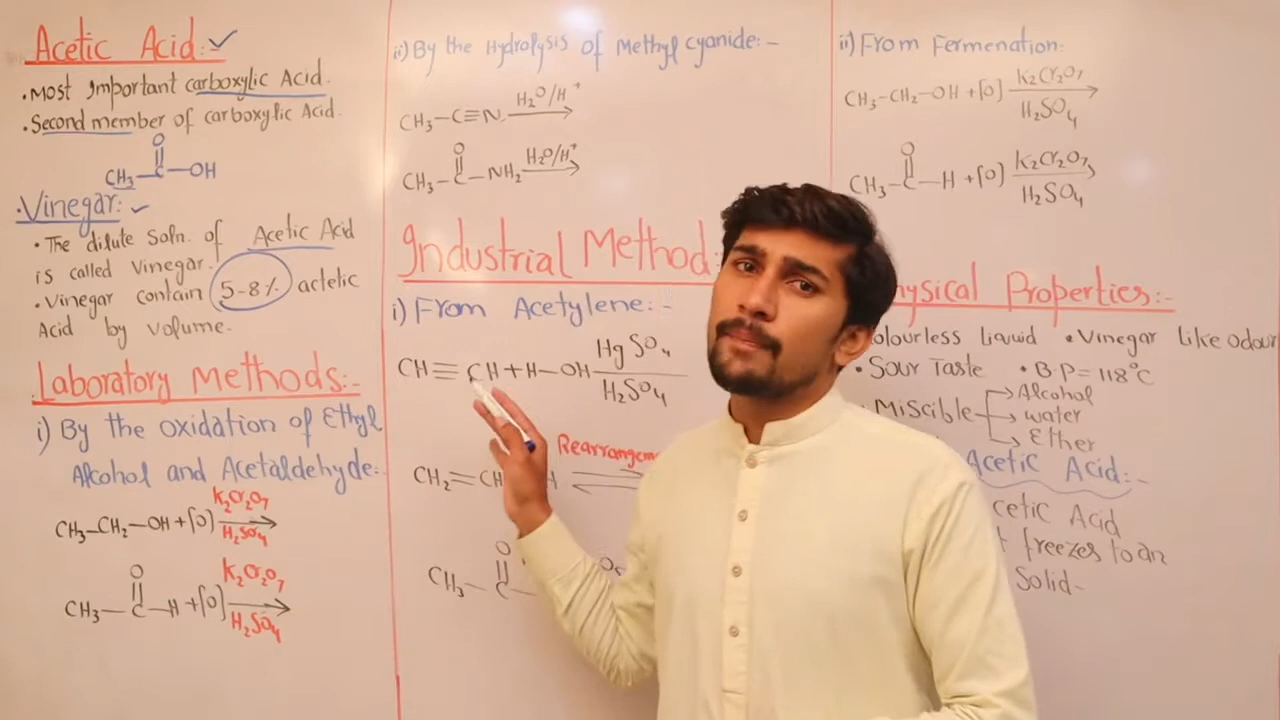 Acetic Acid:-
• Most Important carboxylic Acid.
• Second member of carboxylic Acid.
O
CH3—C—OH
• Vinegar:-
• The dilute Soln. of Acetic Acid
is called Vinegar.
• Vinegar contain 5-8% actetic
Acid by volume.
Laboratory Methods:-
i) By the oxidation of Ethyl
Alcohol and Acetaldehyde:-
K2Cr2O7
CH3—CH2—OH + [O] →
H2SO4
O K2Cr2O7
CH3—C—H + [O] →
H2SO4
ii) By the Hydrolysis of Methyl cyanide:-
H2O/H+
CH3—C≡N →
O H2O/H+
CH3—C—NH2 →
Industrial Method:
i) From Acetylene:-
HgSO4
CH≡CH + H—OH
H2SO4
Rearrangem
CH2=CH H ⇌
O
CH3—C—
ii) From Fermenation:
K2Cr2O7
CH3—CH2—OH + [O] →
H2SO4
O K2Cr2O7
CH3—C—H + [O] →
H2SO4
hysical Properties:-
olourless Liquid • Vinegar like odour
• Sour Taste • B.P = 118°C
Miscible → Alcohol
→ water
→ Ether
Acetic Acid:-
cetic Acid
t freezes to an
Solid-